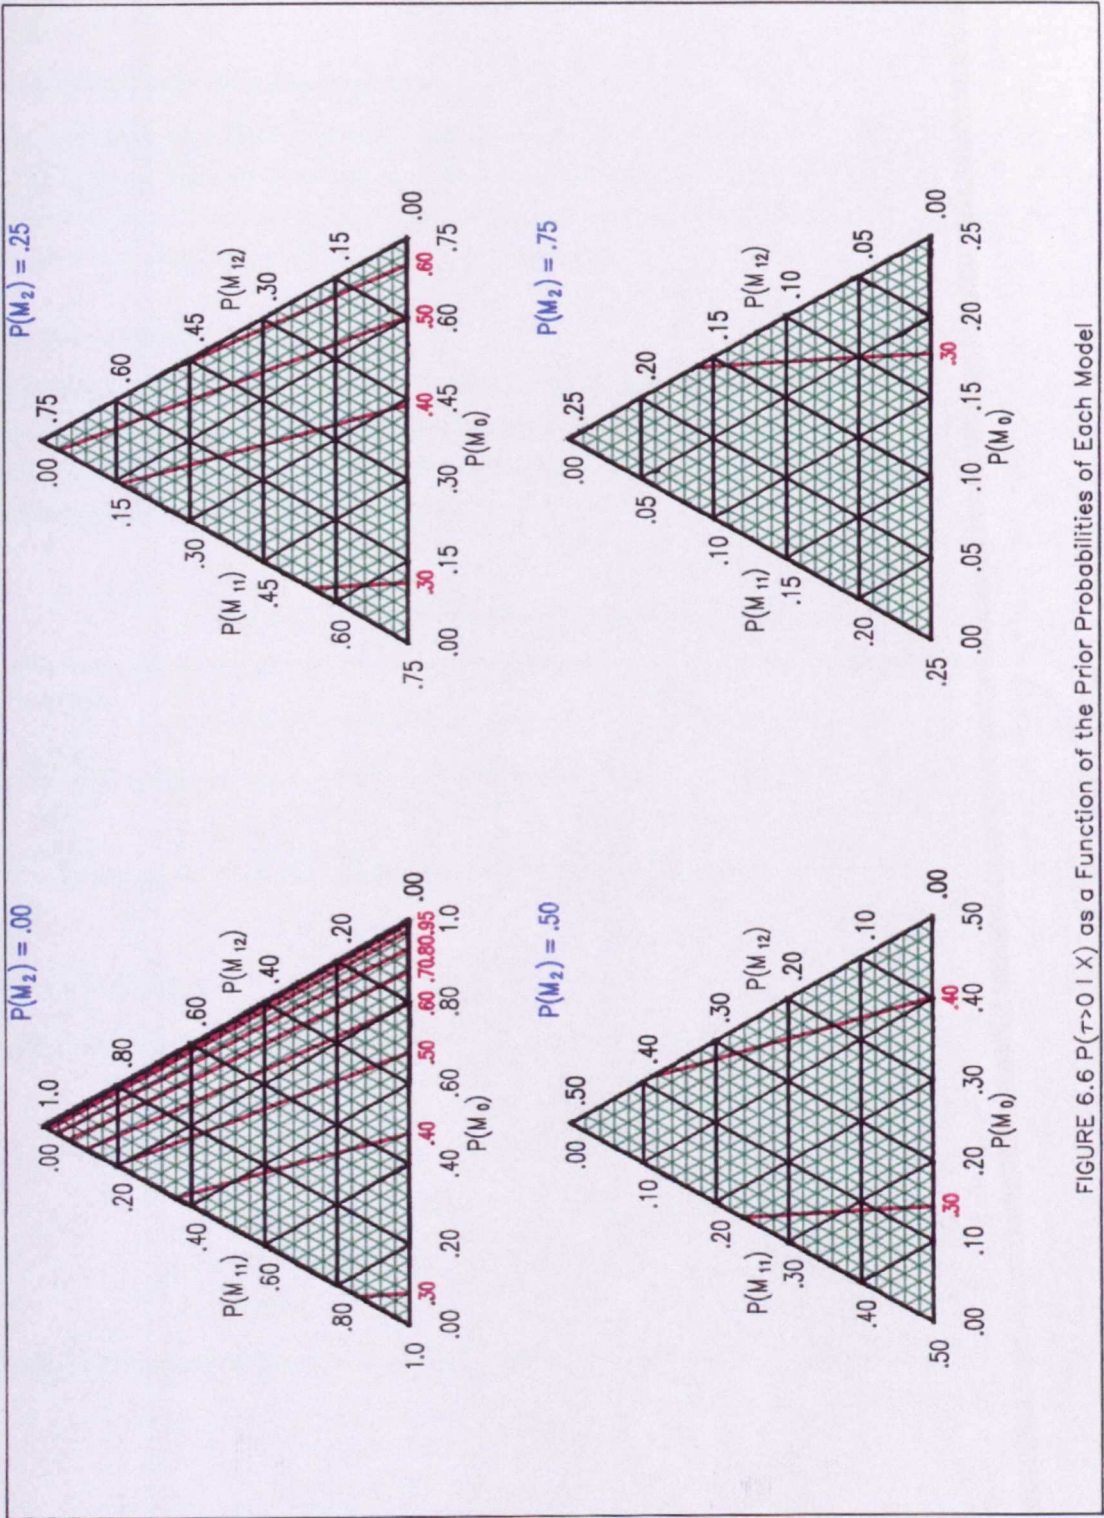 P(M₂) = .00
.00 1.0
.20 .80
.40 .60
P(M₁₁) P(M₁₂)
.60 .40
.80 .20
1.0 .00
.30 .40 .50 .60 .70 .80 .95
.00 .20 .40 .60 .80 1.0
P(M₀)
P(M₂) = .25
.00 .75
.15 .60
.30 .45
P(M₁₁) P(M₁₂)
.45 .30
.60 .15
.75 .00
.30 .40 .50 .60
.00 .15 .30 .45 .60 .75
P(M₀)
P(M₂) = .50
.00 .50
.10 .40
.20 .30
P(M₁₁) P(M₁₂)
.30 .20
.40 .10
.50 .00
.30 .40
.00 .10 .20 .30 .40 .50
P(M₀)
P(M₂) = .75
.00 .25
.05 .20
.10 .15
P(M₁₁) P(M₁₂)
.15 .10
.20 .05
.25 .00
.30
.00 .05 .10 .15 .20 .25
P(M₀)
FIGURE 6.6 P(τ>0 | X) as a Function of the Prior Probabilities of Each Model